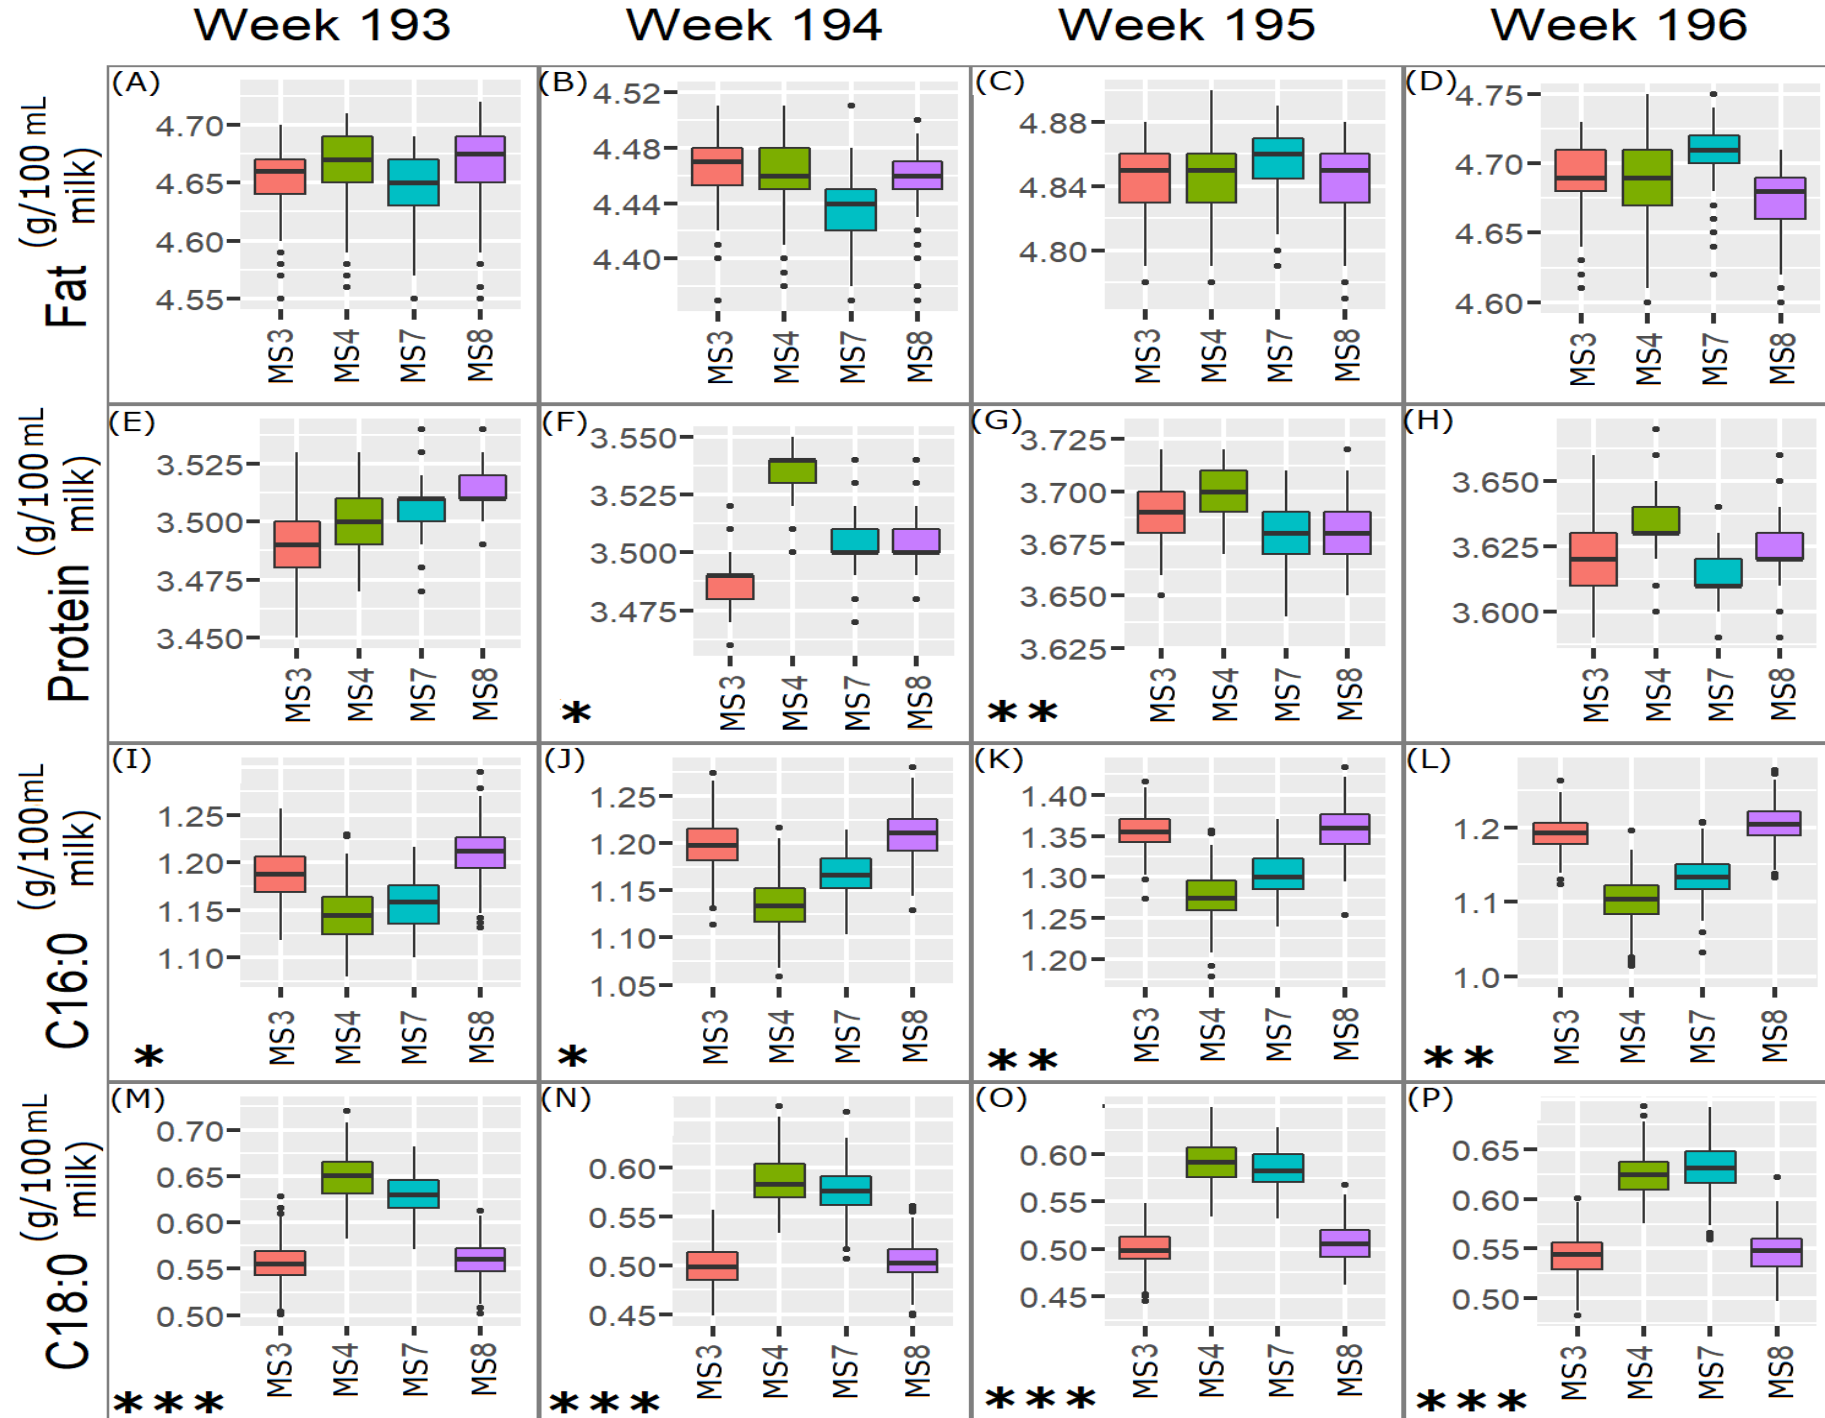 Week 193 Week 194 Week 195 Week 196
Fat (g/100 mL milk)
(A)
4.70
4.65
4.60
4.55
MS3 MS4 MS7 MS8
(B)
4.52
4.48
4.44
4.40
MS3 MS4 MS7 MS8
(C)
4.88
4.84
4.80
MS3 MS4 MS7 MS8
(D)
4.75
4.70
4.65
4.60
MS3 MS4 MS7 MS8
Protein (g/100 mL milk)
(E)
3.525
3.500
3.475
3.450
MS3 MS4 MS7 MS8
(F)
3.550
3.525
3.500
3.475
MS3 MS4 MS7 MS8
*
(G)
3.725
3.700
3.675
3.650
3.625
MS3 MS4 MS7 MS8
**
(H)
3.650
3.625
3.600
MS3 MS4 MS7 MS8
C16:0 (g/100mL milk)
(I)
1.25
1.20
1.15
1.10
MS3 MS4 MS7 MS8
*
(J)
1.25
1.20
1.15
1.10
1.05
MS3 MS4 MS7 MS8
*
(K)
1.40
1.35
1.30
1.25
1.20
MS3 MS4 MS7 MS8
**
(L)
1.2
1.1
1.0
MS3 MS4 MS7 MS8
**
C18:0 (g/100 mL milk)
(M)
0.70
0.65
0.60
0.55
0.50
MS3 MS4 MS7 MS8
***
(N)
0.60
0.55
0.50
0.45
MS3 MS4 MS7 MS8
***
(O)
0.60
0.55
0.50
0.45
MS3 MS4 MS7 MS8
***
(P)
0.65
0.60
0.55
0.50
MS3 MS4 MS7 MS8
***